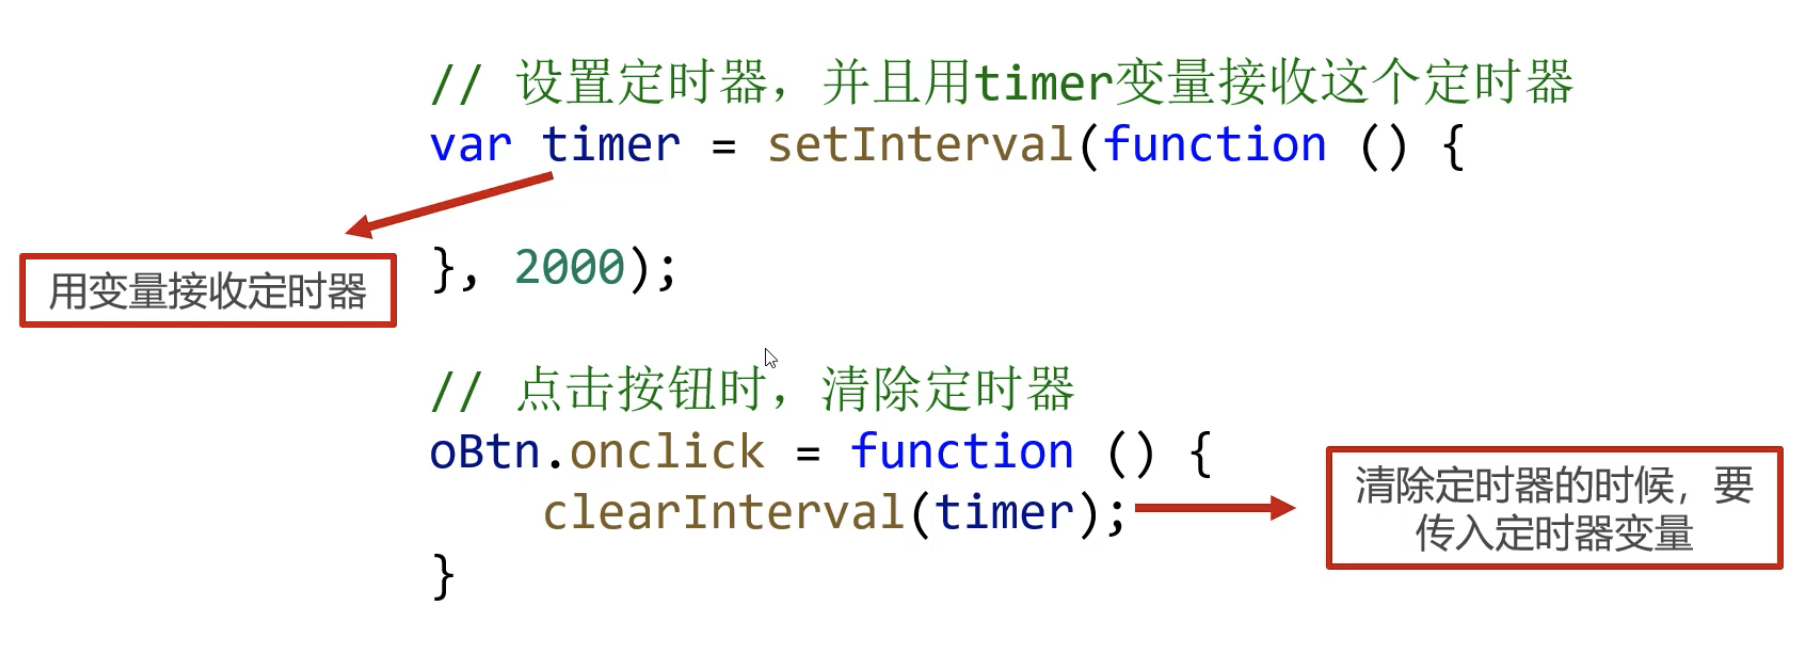 // 设置定时器，并且用timer变量接收这个定时器
var timer = setInterval(function () {
用变量接收定时器
}, 2000);
// 点击按钮时，清除定时器
oBtn.onclick = function () {
clearInterval(timer);
清除定时器的时候，要
传入定时器变量
}